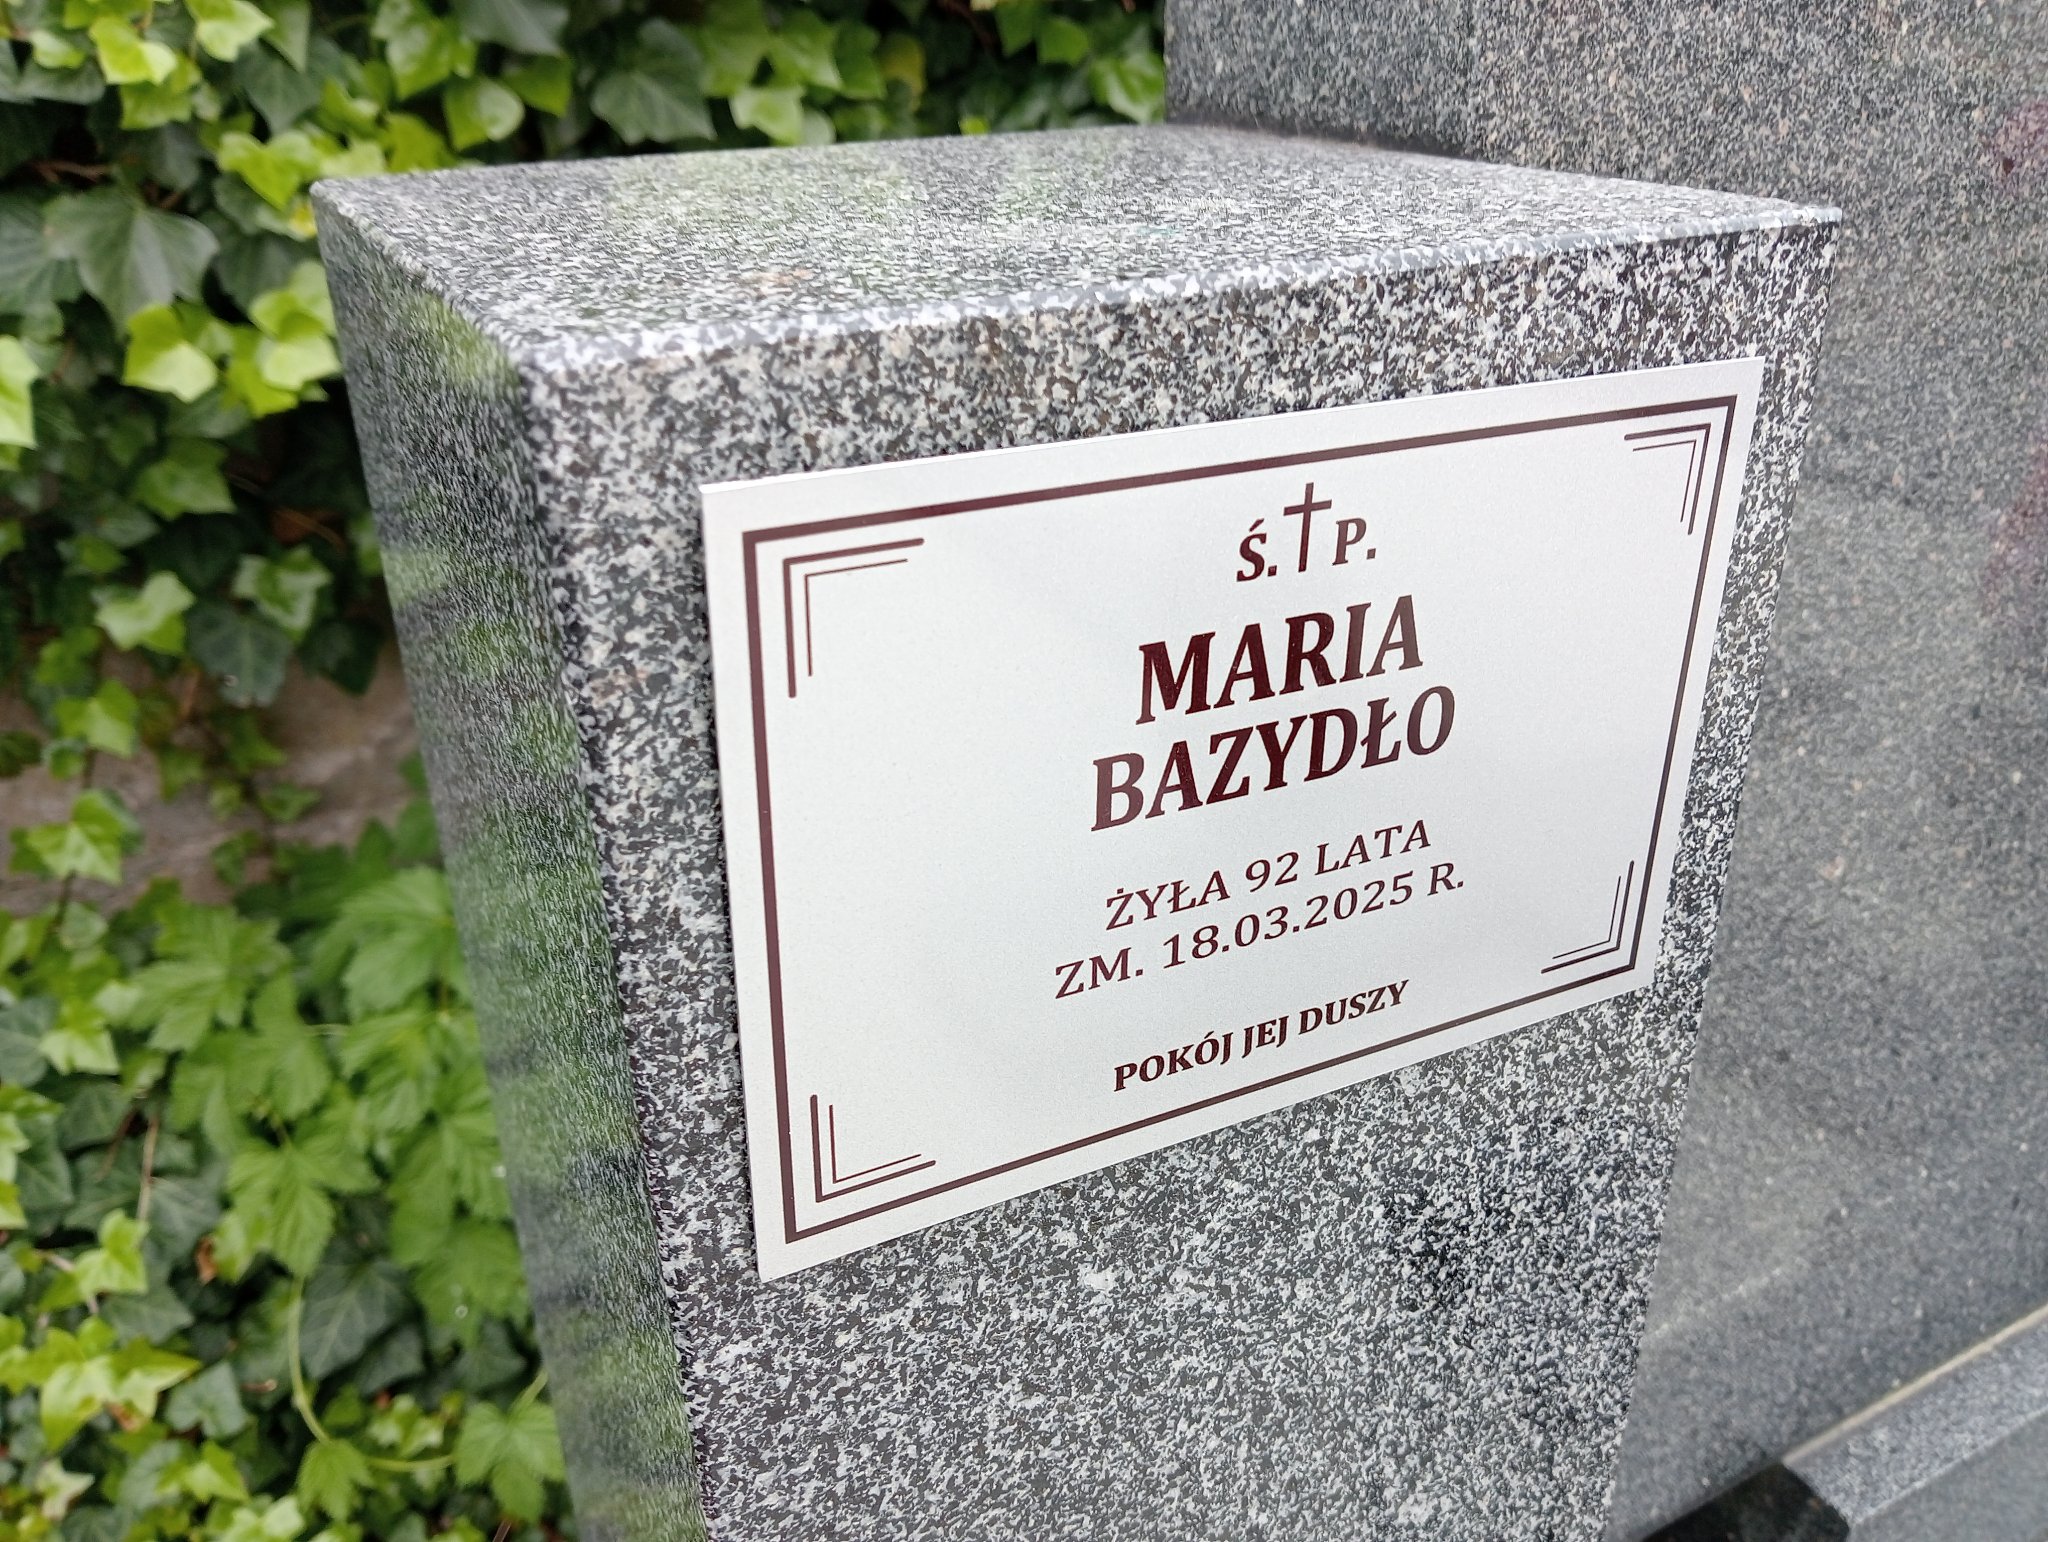 Ś. P.
MARIA
BAZYDŁO
ŻYŁA 92 LATA
ZM. 18.03.2025 R.
POKÓJ JEJ DUSZY